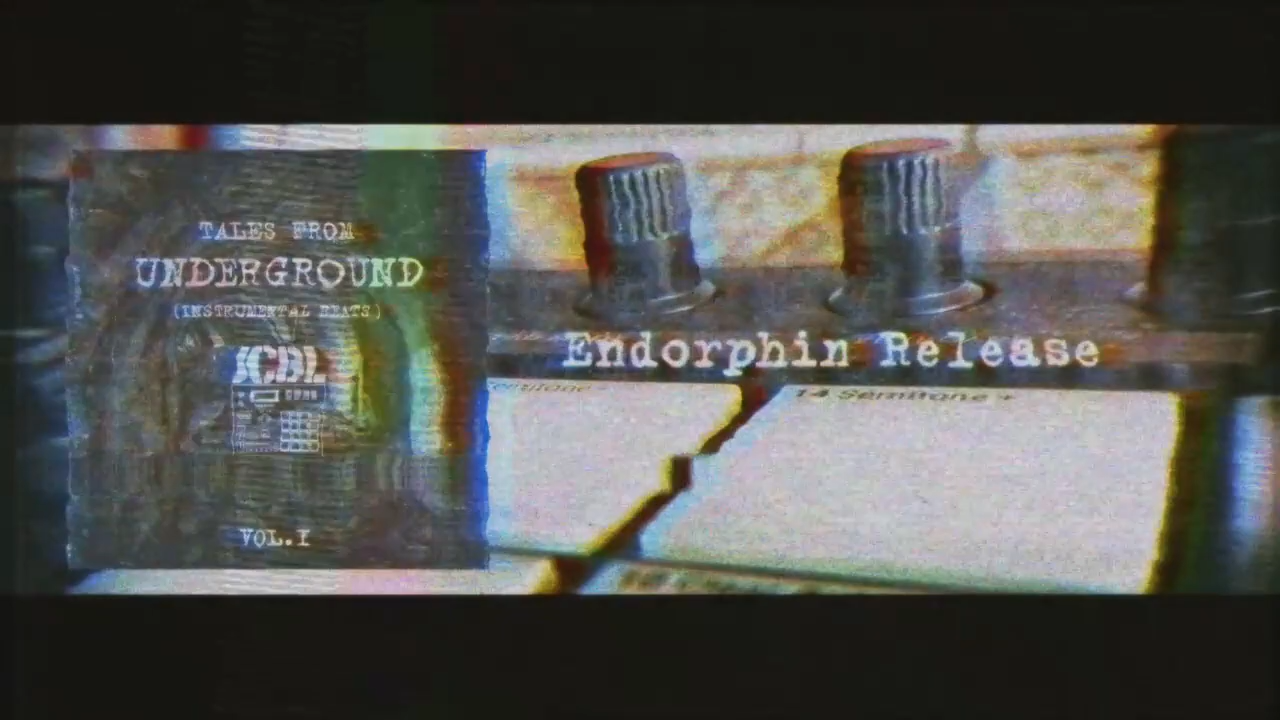 TALES FROM
UNDERGROUND
(INSTRUMENTAL BEATS)
JCBL
VOL.I
Endorphin Release
14 Semitone +